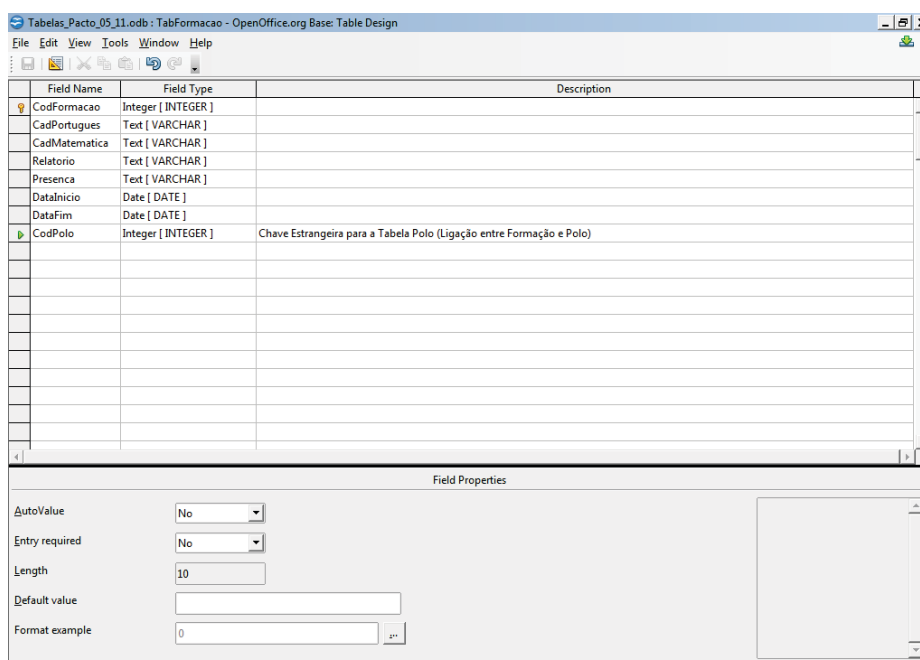 Tabelas_Pacto_05_11.odb : TabFormacao - OpenOffice.org Base: Table Design
File Edit View Tools Window Help
Field Name Field Type Description
CodFormacao Integer [ INTEGER ]
CadPortugues Text [ VARCHAR ]
CadMatematica Text [ VARCHAR ]
Relatorio Text [ VARCHAR ]
Presenca Text [ VARCHAR ]
DataInicio Date [ DATE ]
DataFim Date [ DATE ]
CodPolo Integer [ INTEGER ] Chave Estrangeira para a Tabela Polo (Ligação entre Formação e Polo)
Field Properties
AutoValue No
Entry required No
Length 10
Default value
Format example 0 ...